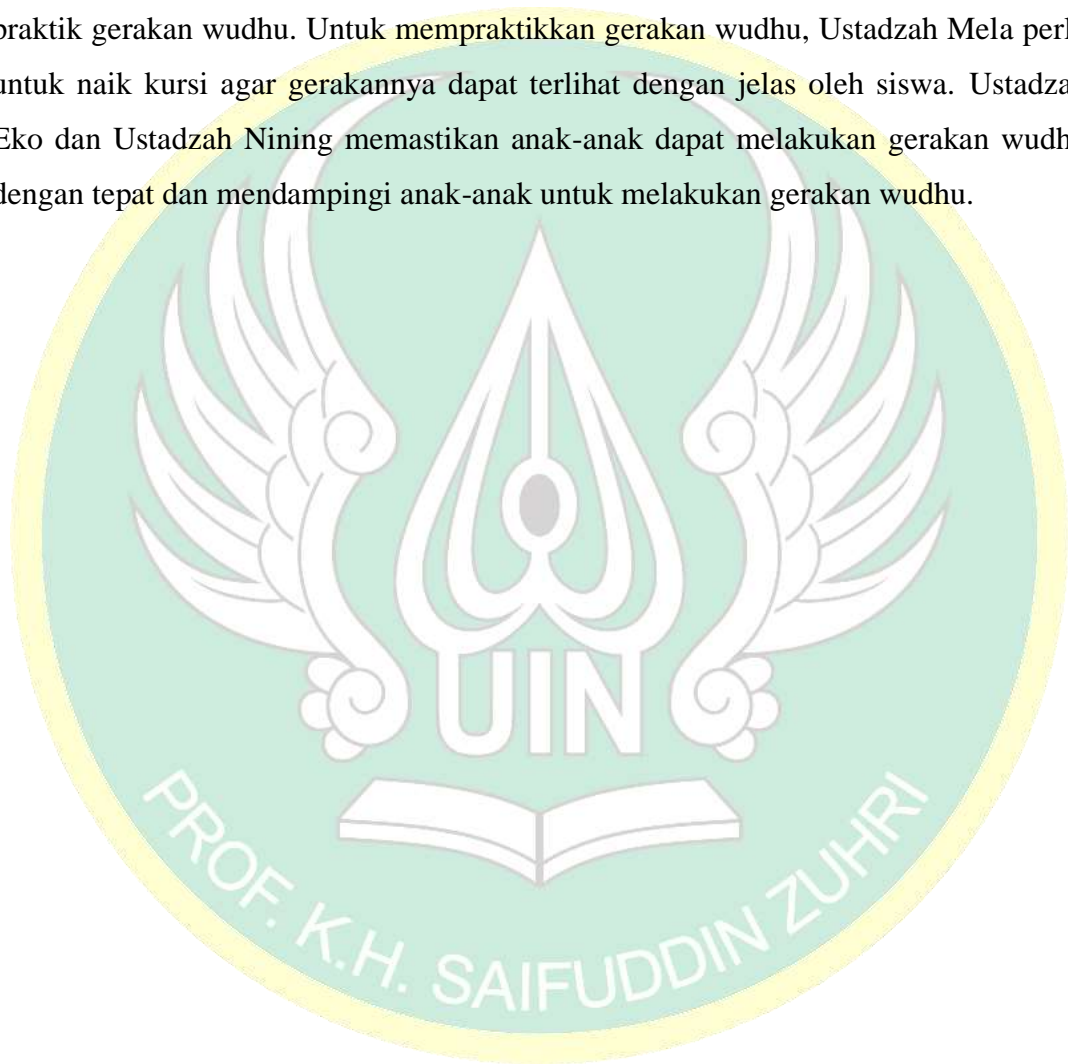 praktik gerakan wudhu. Untuk mempraktikkan gerakan wudhu, Ustadzah Mela perl
untuk naik kursi agar gerakannya dapat terlihat dengan jelas oleh siswa. Ustadza
Eko dan Ustadzah Nining memastikan anak-anak dapat melakukan gerakan wudh
dengan tepat dan mendampingi anak-anak untuk melakukan gerakan wudhu.
UIN
PROF. K.H. SAIFUDDIN ZUHRI